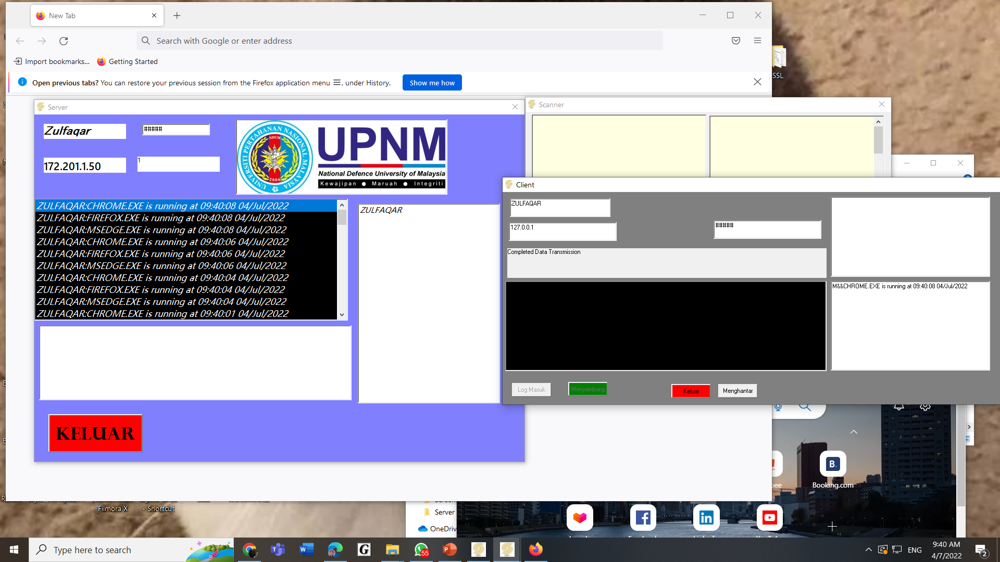 New Tab
Search with Google or enter address
Import bookmarks...
Getting Started
Open previous tabs? You can restore your previous session from the Firefox application menu ☰, under History.
Show me how
SSL
Server
Zulfaqar
#####
172.201.1.50
1
UNIVERSITI PERTAHANAN NASIONAL MALAYSIA
NDUM
2006
UPNM
National Defence University of Malaysia
Kewajipan ● Maruah ● Integriti
ZULFAQAR:CHROME.EXE is running at 09:40:08 04/Jul/2022
ZULFAQAR:FIREFOX.EXE is running at 09:40:08 04/Jul/2022
ZULFAQAR:MSEDGE.EXE is running at 09:40:08 04/Jul/2022
ZULFAQAR:CHROME.EXE is running at 09:40:06 04/Jul/2022
ZULFAQAR:FIREFOX.EXE is running at 09:40:06 04/Jul/2022
ZULFAQAR:MSEDGE.EXE is running at 09:40:06 04/Jul/2022
ZULFAQAR:CHROME.EXE is running at 09:40:04 04/Jul/2022
ZULFAQAR:FIREFOX.EXE is running at 09:40:04 04/Jul/2022
ZULFAQAR:MSEDGE.EXE is running at 09:40:04 04/Jul/2022
ZULFAQAR:CHROME.EXE is running at 09:40:01 04/Jul/2022
ZULFAQAR
KELUAR
Scanner
Client
ZULFAQAR
127.0.0.1
#####
Completed Data Transmission
M&&CHROME.EXE is running at 09:40:08 04/Jul/2022
Log Masuk
Menyambung
Keluar
Menghantar
B.
Booking.com
Filmora X
- Shortcut
Server
OneDriv
Type here to search
55
ENG
9:40 AM
4/7/2022
2